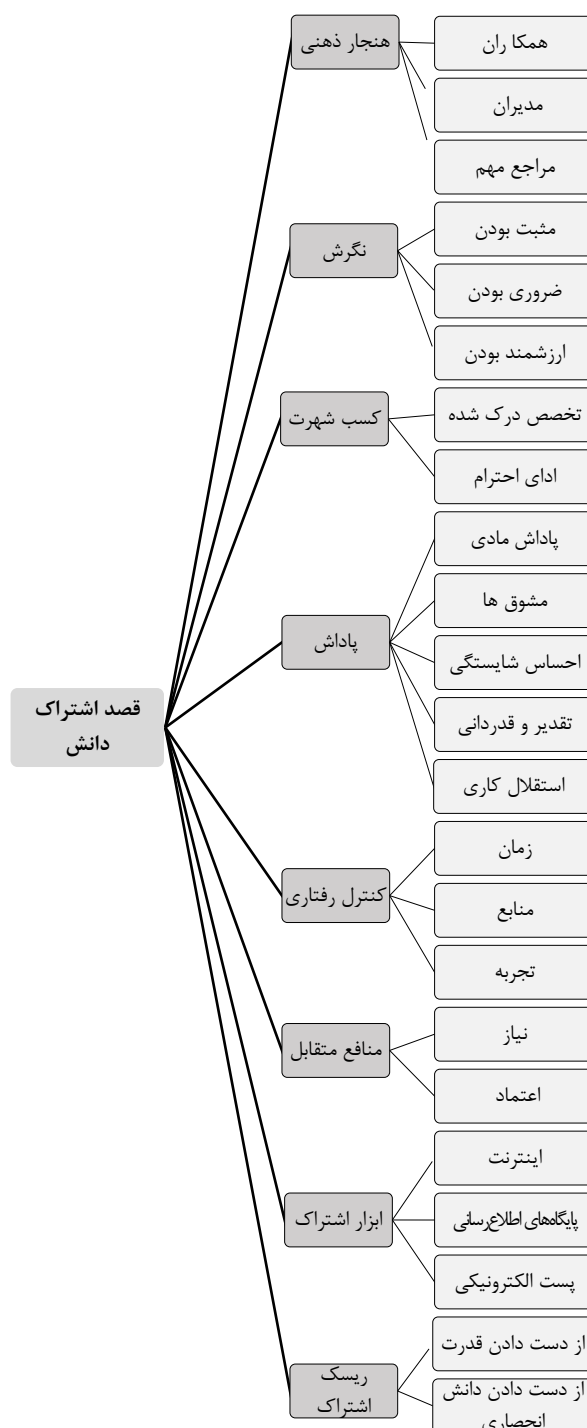 هنجار ذهنی
همکا ران
مدیران
مراجع مهم
نگرش
مثبت بودن
ضروری بودن
ارزشمند بودن
کسب شهرت
تخصص درک شده
ادای احترام
پاداش
پاداش مادی
مشوق ها
احساس شایستگی
تقدیر و قدردانی
استقلال کاری
قصد اشتراک
دانش
کنترل رفتاری
زمان
منابع
تجربه
منافع متقابل
نیاز
اعتماد
ابزار اشتراک
اینترنت
پایگاه‌های اطلاع‌رسانی
پست الکترونیکی
ریسک
اشتراک
از دست دادن قدرت
از دست دادن دانش
انحصاری